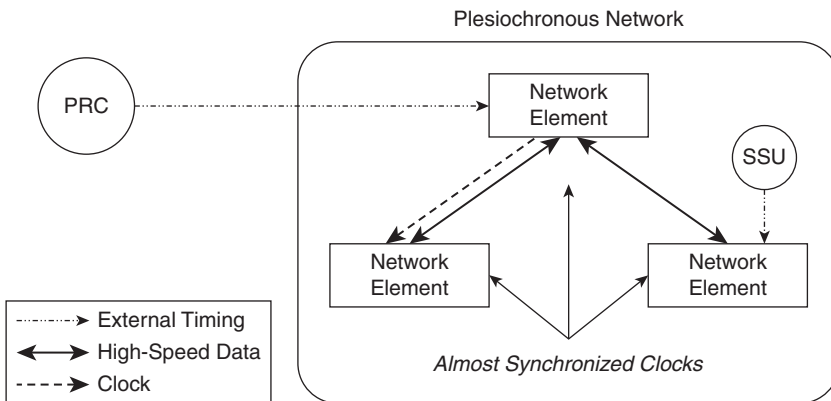 Plesiochronous Network
PRC
Network
Element
SSU
Network
Element
Network
Element
External Timing
High-Speed Data
Clock
Almost Synchronized Clocks